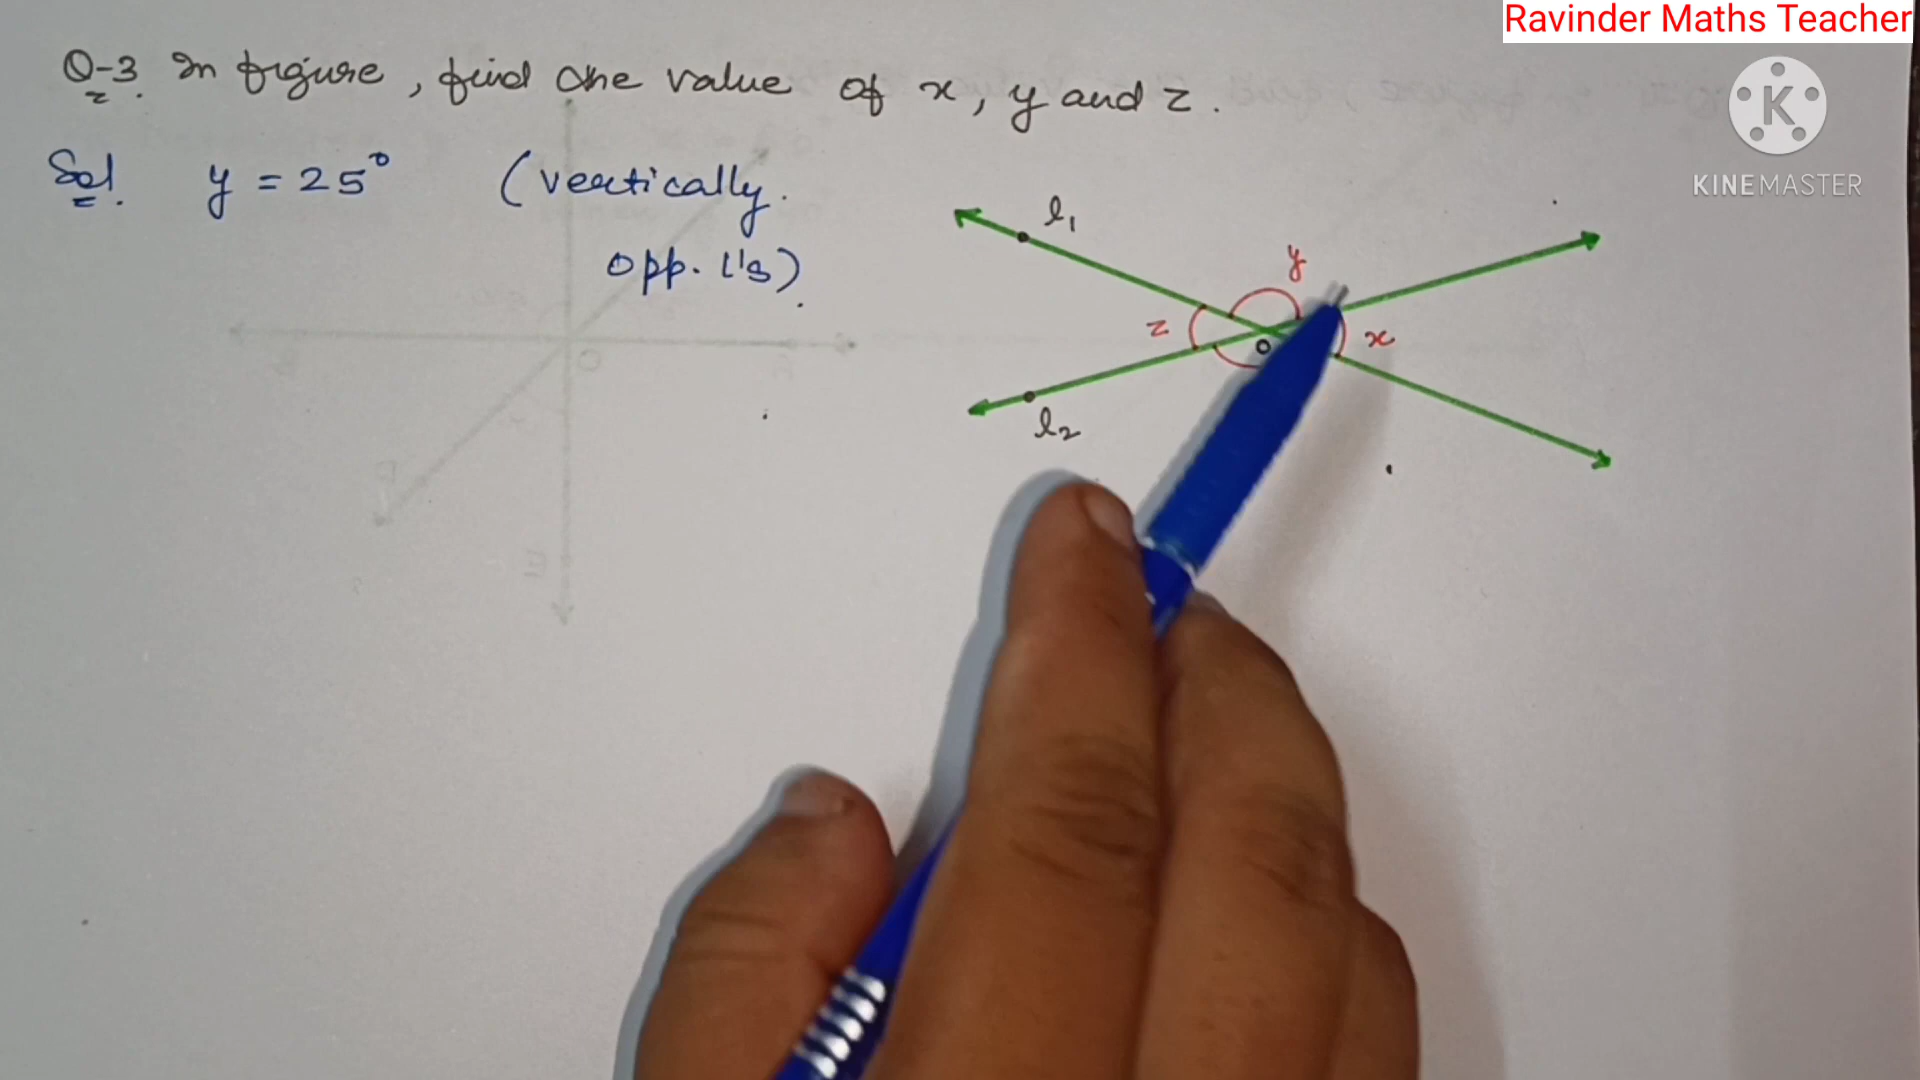 Ravinder Maths Teacher
Q-3. In figure, find the value of x, y and z.
K
KINEMASTER
Sol. y = 25° (vertically
opp. L's)
l1
y
z
x
o
l2